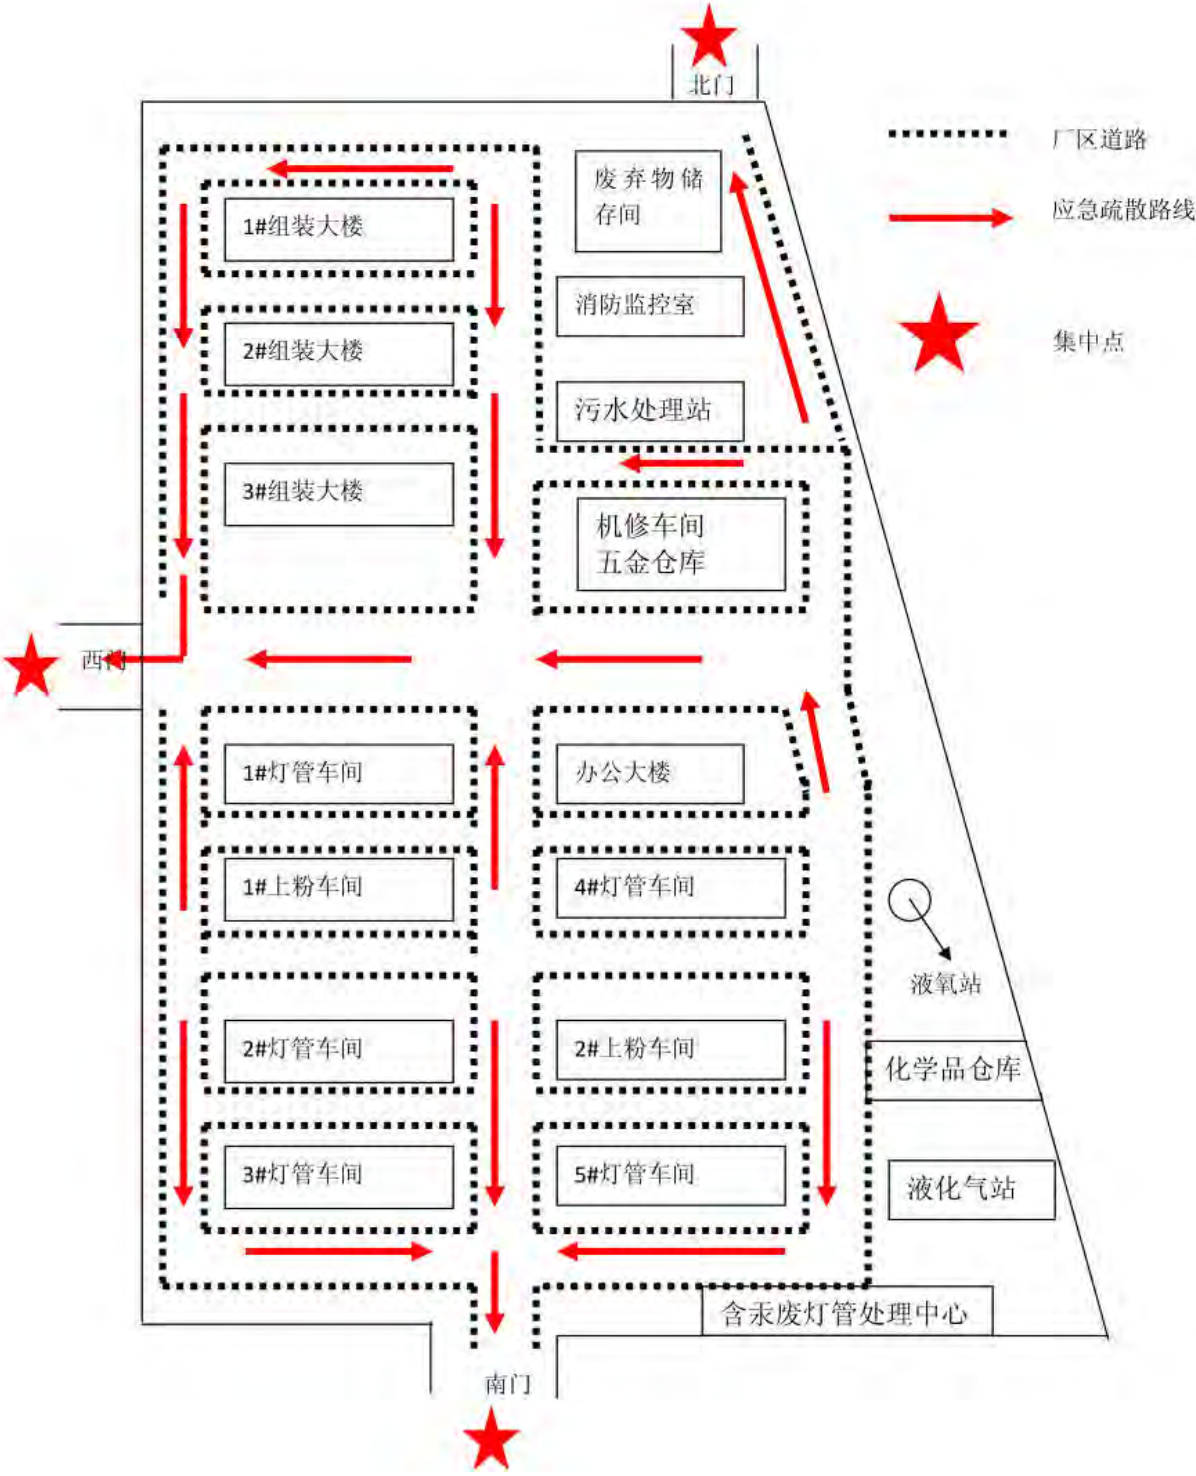 北门
厂区道路
应急疏散路线
集中点
废弃物储
存间
1#组装大楼
消防监控室
2#组装大楼
污水处理站
3#组装大楼
机修车间
五金仓库
西门
1#灯管车间
办公大楼
1#上粉车间
4#灯管车间
液氧站
2#灯管车间
2#上粉车间
化学品仓库
3#灯管车间
5#灯管车间
液化气站
含汞废灯管处理中心
南门